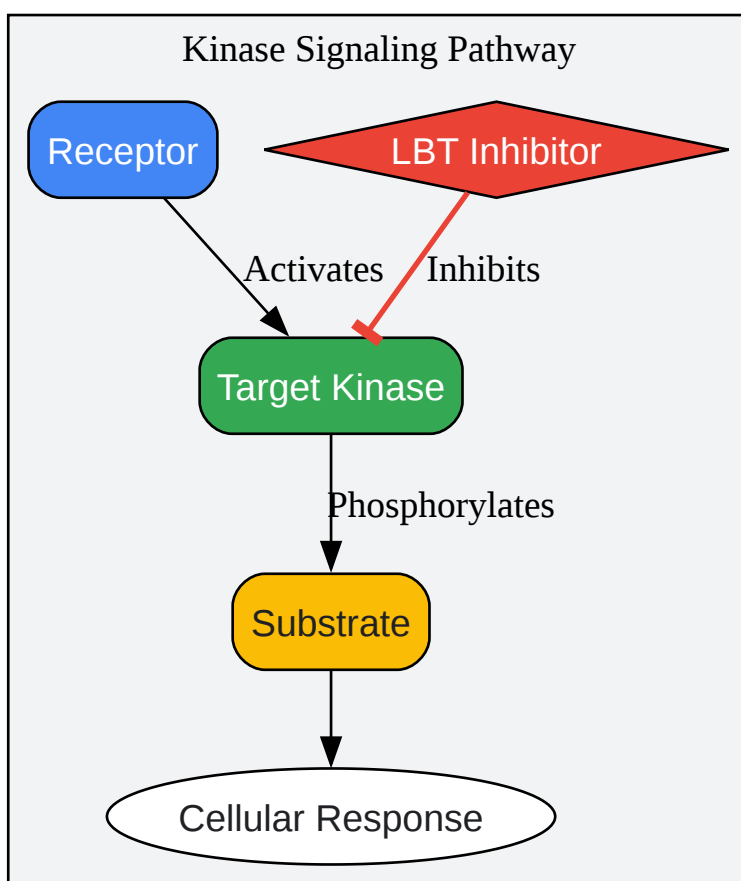 Kinase Signaling Pathway
Receptor
LBT Inhibitor
Activates
Inhibits
Target Kinase
Phosphorylates
Substrate
Cellular Response